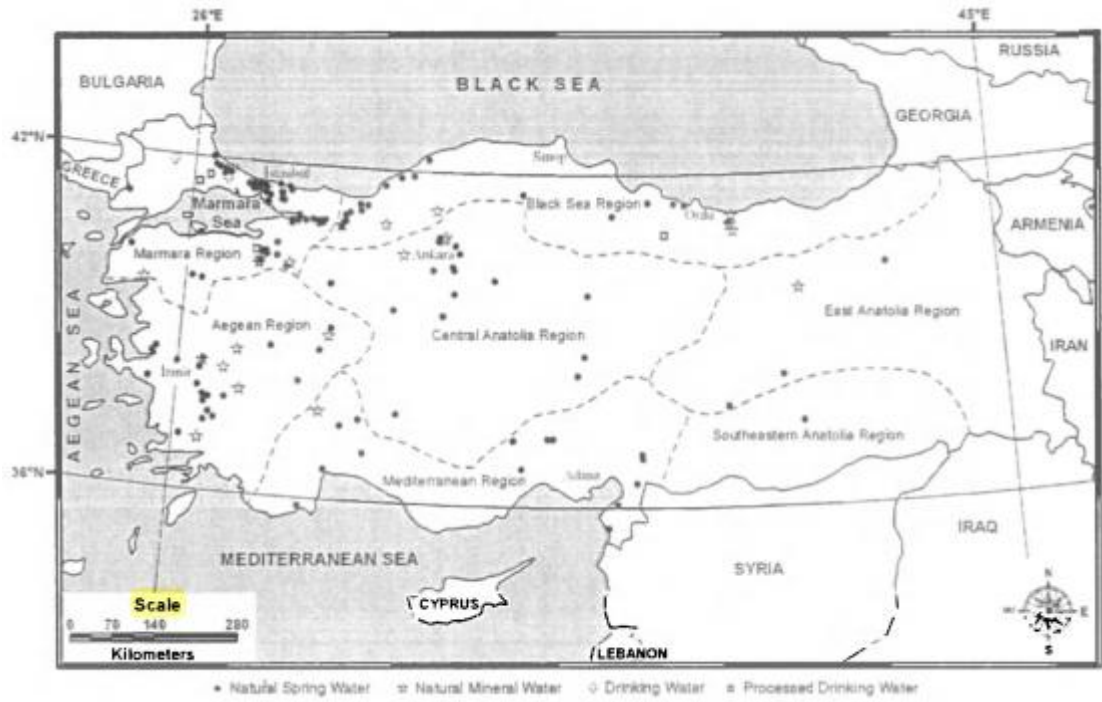 26°E
45°E
RUSSIA
BULGARIA
BLACK SEA
GEORGIA
42°N
GREECE
Istanbul
Sinop
Marmara
Sea
Black Sea Region
Ordu
ARMENIA
Marmara Region
Ankara
AEGEAN SEA
Aegean Region
Central Anatolia Region
East Anatolia Region
IRAN
Izmir
Southeastern Anatolia Region
36°N
Mediterranean Region
Adana
IRAQ
MEDITERRANEAN SEA
SYRIA
Scale
CYPRUS
0 70 140 280
Kilometers
LEBANON
N
W
E
S
Natural Spring Water
Natural Mineral Water
Drinking Water
Processed Drinking Water